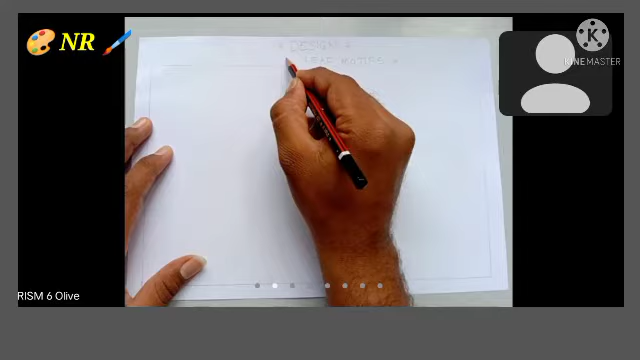 NR
KINEMASTER
* DESIGN *
LEAF MOTIFS *
RISM 6 Olive